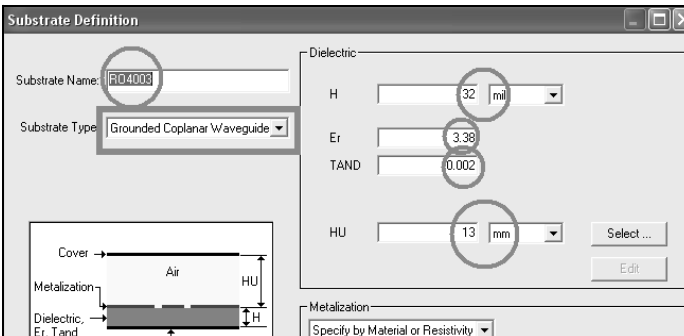 Substrate Definition
Dielectric
Substrate Name: RO4003
H 32 mil
Substrate Type Grounded Coplanar Waveguide
Er 3.38
TAND 0.002
HU 13 mm Select ...
Edit
Cover
Air
HU
Metalization
H
Dielectric,
Er, Tand
Metalization
Specify by Material or Resistivity